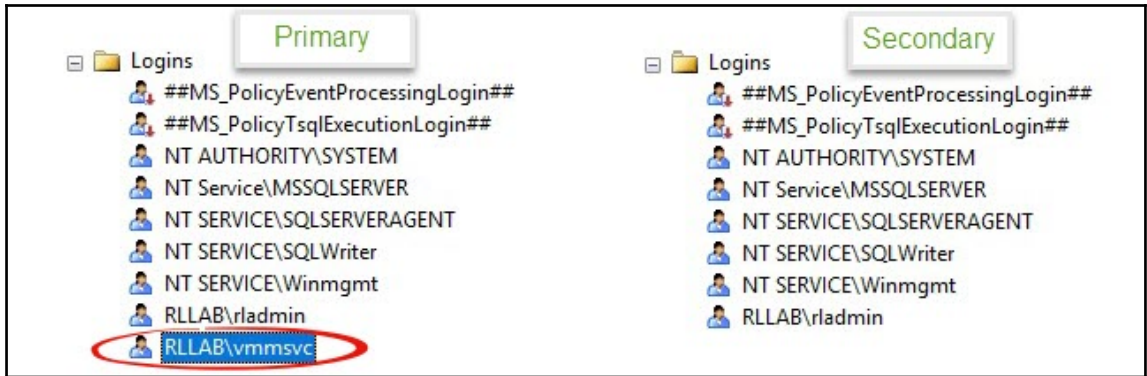 Primary
Logins
##MS_PolicyEventProcessingLogin##
##MS_PolicyTsqlExecutionLogin##
NT AUTHORITY\SYSTEM
NT Service\MSSQLSERVER
NT SERVICE\SQLSERVERAGENT
NT SERVICE\SQLWriter
NT SERVICE\Winmgmt
RLLAB\rladmin
RLLAB\vmmsvc
Secondary
Logins
##MS_PolicyEventProcessingLogin##
##MS_PolicyTsqlExecutionLogin##
NT AUTHORITY\SYSTEM
NT Service\MSSQLSERVER
NT SERVICE\SQLSERVERAGENT
NT SERVICE\SQLWriter
NT SERVICE\Winmgmt
RLLAB\rladmin